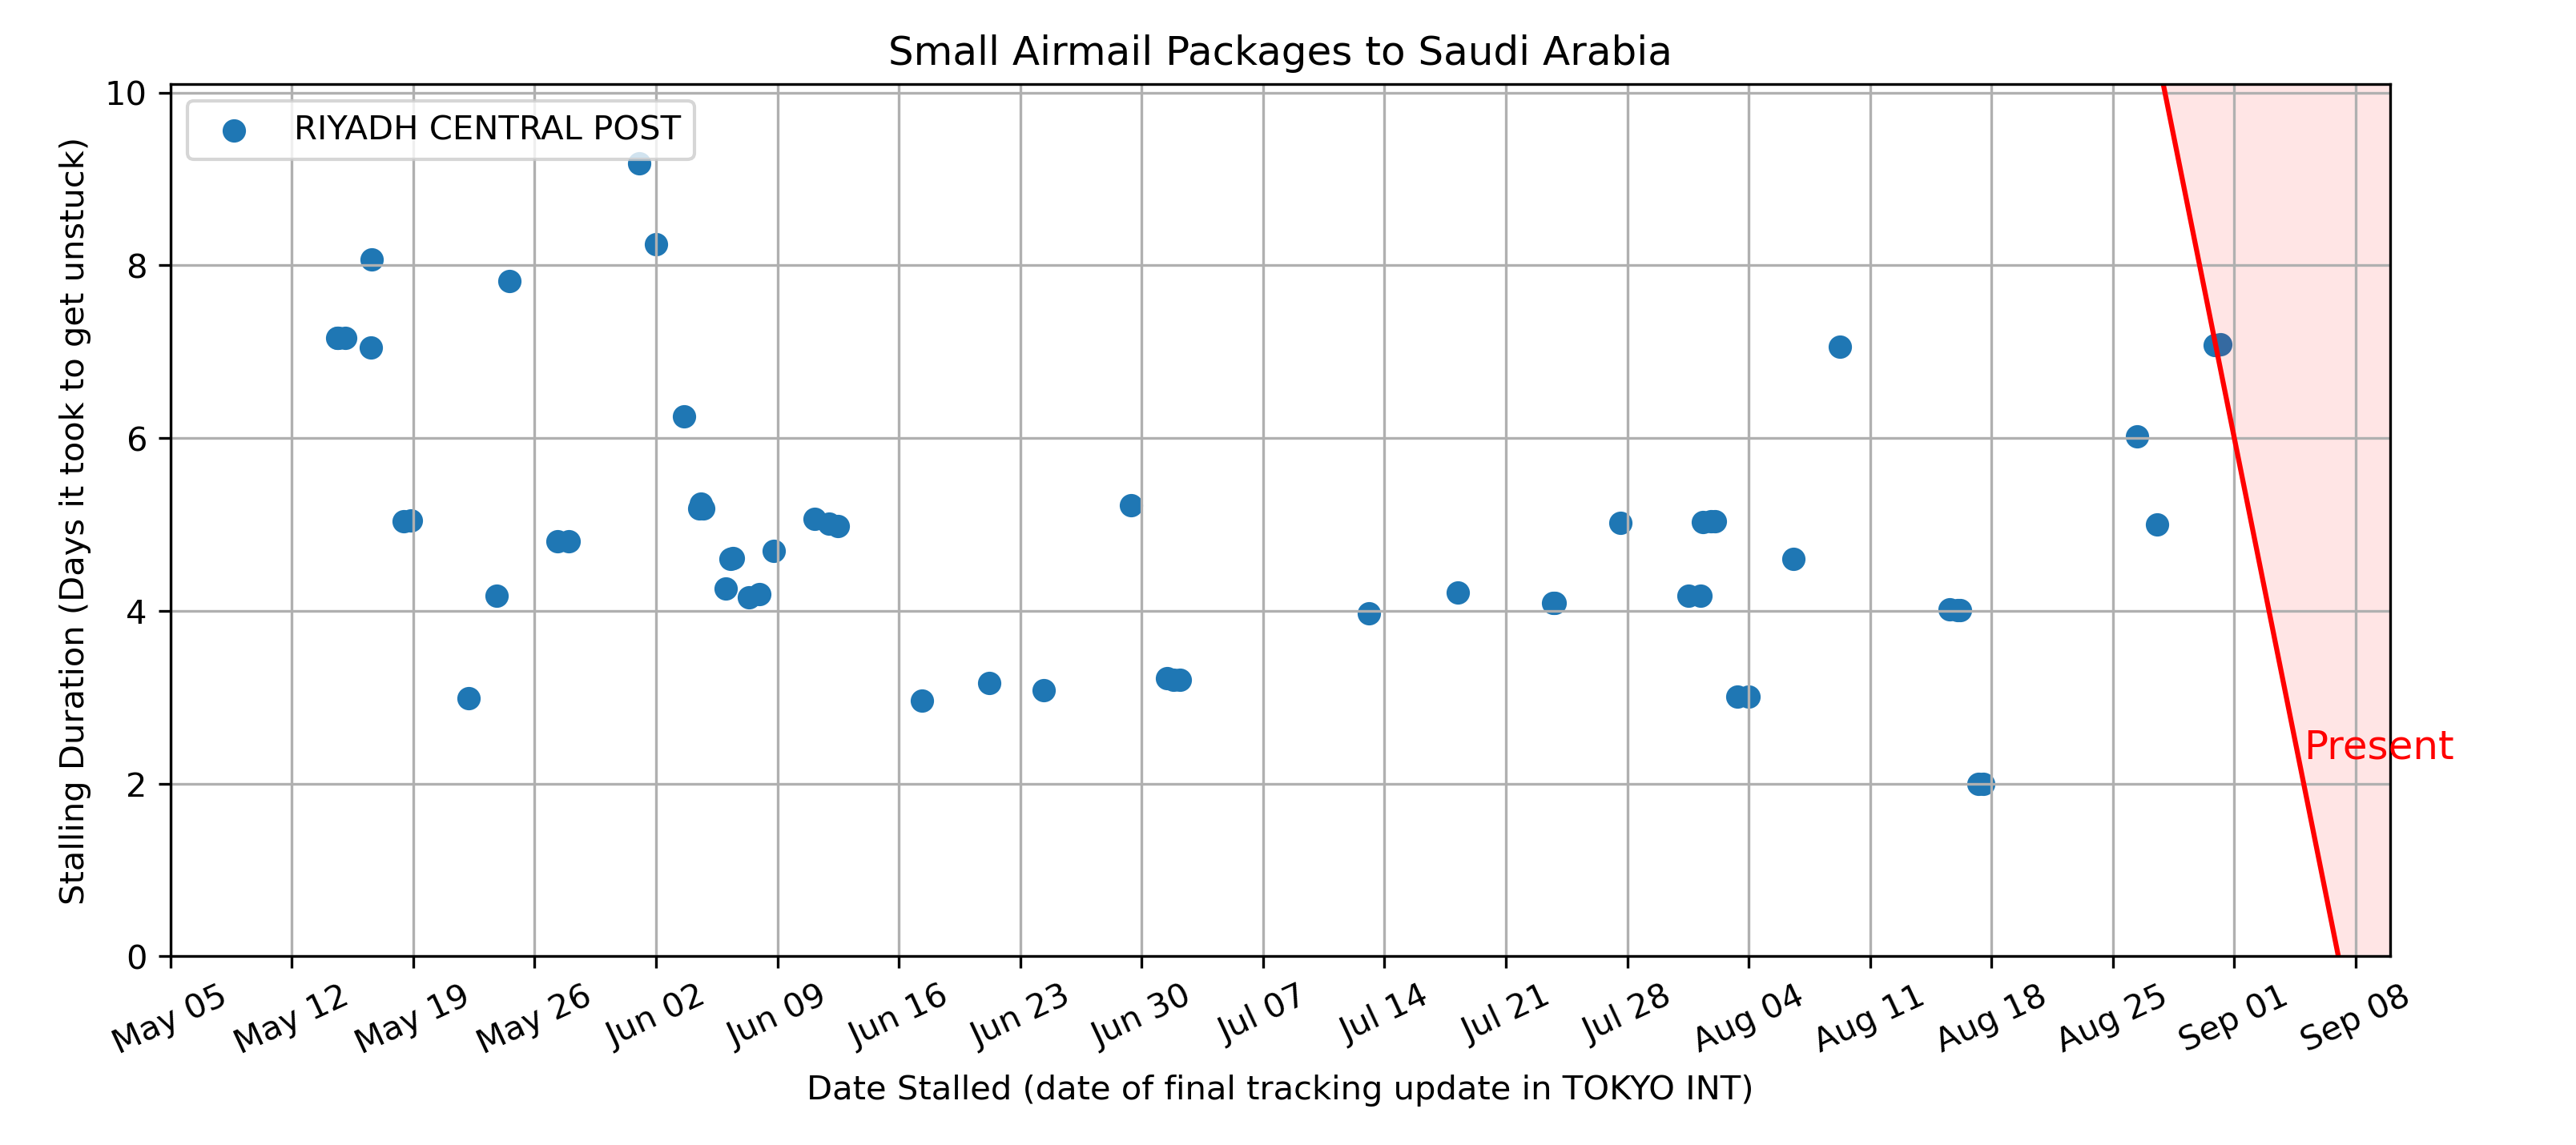 Small Airmail Packages to Saudi Arabia
RIYADH CENTRAL POST
Stalling Duration (Days it took to get unstuck)
10
8
6
4
2
0
Present
May 05
May 12
May 19
May 26
Jun 02
Jun 09
Jun 16
Jun 23
Jun 30
Jul 07
Jul 14
Jul 21
Jul 28
Aug 04
Aug 11
Aug 18
Aug 25
Sep 01
Sep 08
Date Stalled (date of final tracking update in TOKYO INT)